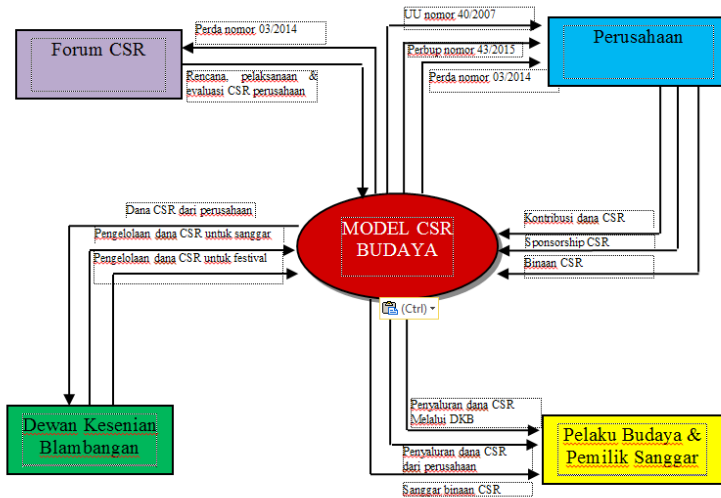 Forum CSR
Perda nomor 03/2014
Rencana, pelaksanaan &
evaluasi CSR perusahaan
UU nomor 40/2007
Perbup nomor 43/2015
Perda nomor 03/2014
Perusahaan
Dana CSR dari perusahaan
Pengelolaan dana CSR untuk sanggar
Pengelolaan dana CSR untuk festival
MODEL CSR
BUDAYA
Kontribusi dana CSR
Sponsorship CSR
Binaan CSR
(Ctrl)
Dewan Kesenian
Blambangan
Penyaluran dana CSR
Melalui DKB
Penyaluran dana CSR
dari perusahaan
Sanggar binaan CSR
Pelaku Budaya &
Pemilik Sanggar